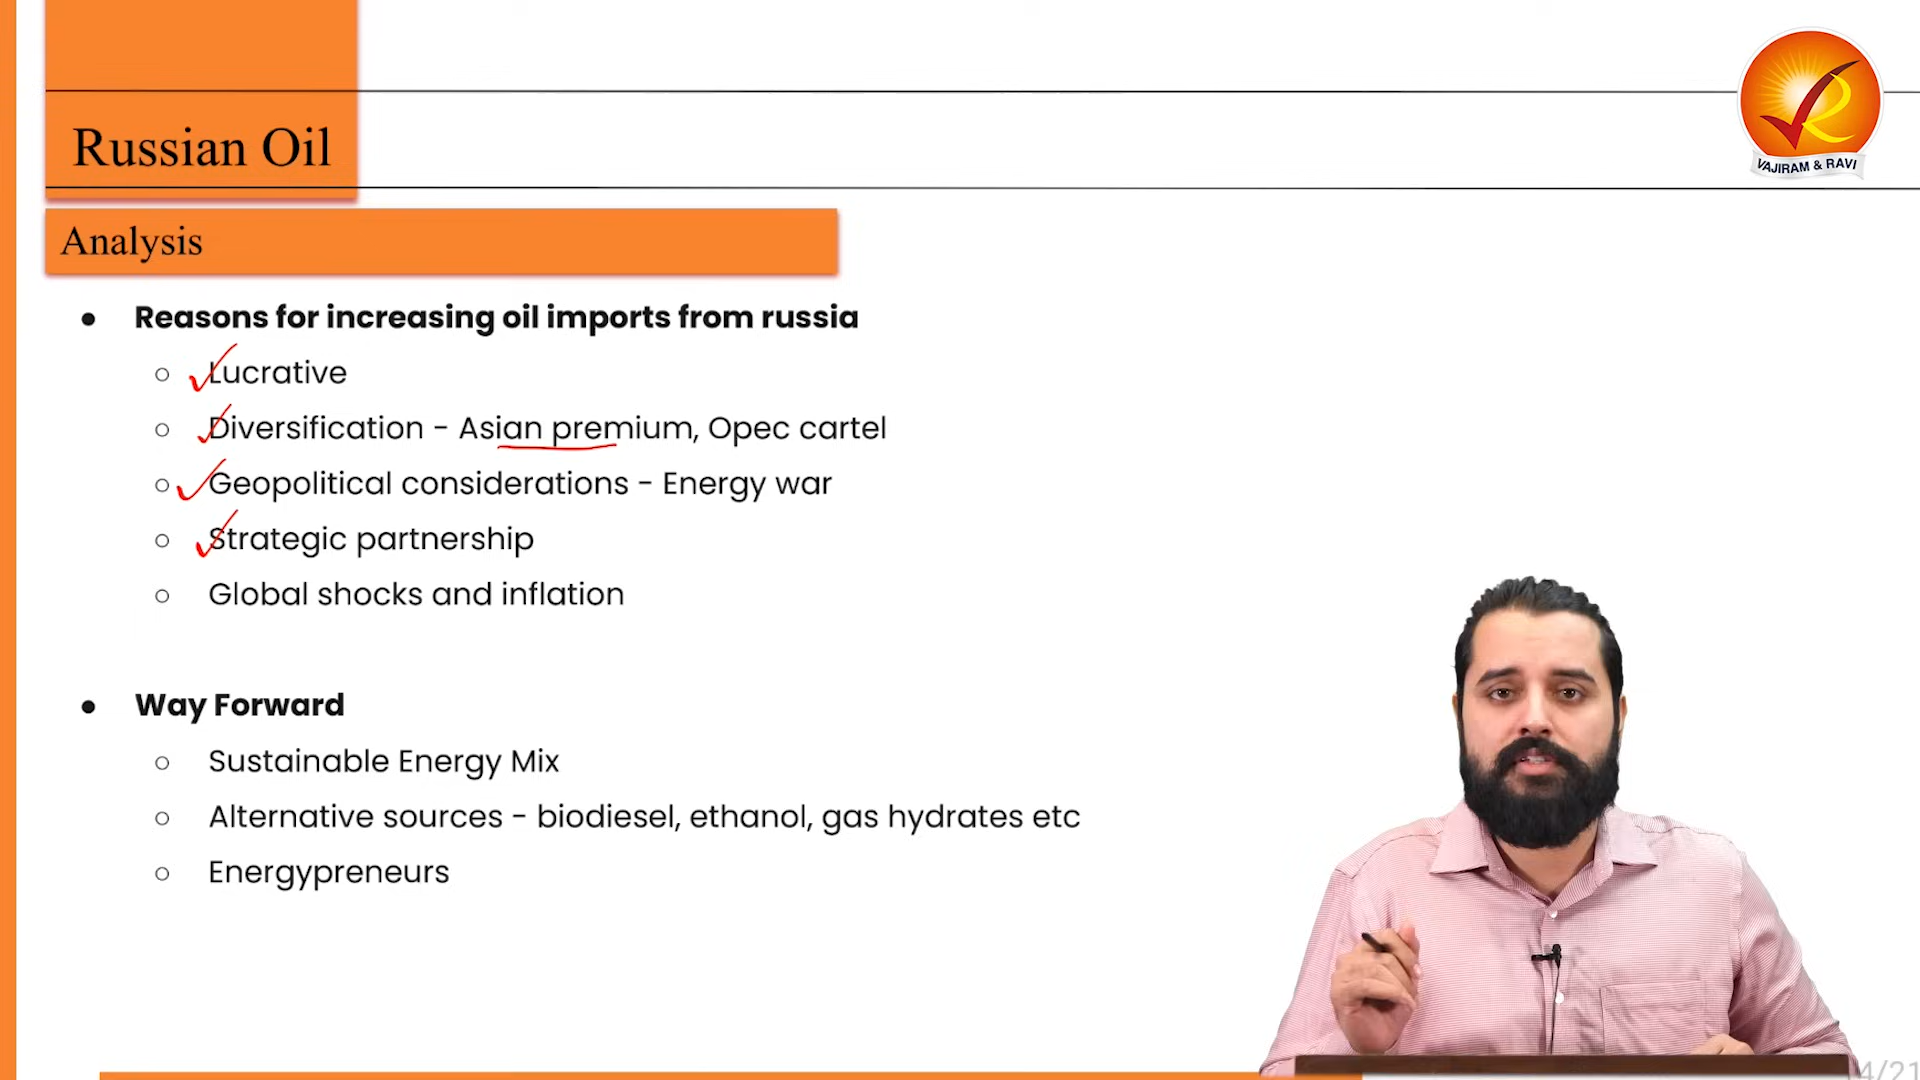 Russian Oil
VAJIRAM & RAVI
Analysis
● Reasons for increasing oil imports from russia
○ Lucrative
○ Diversification - Asian premium, Opec cartel
○ Geopolitical considerations - Energy war
○ Strategic partnership
○ Global shocks and inflation
● Way Forward
○ Sustainable Energy Mix
○ Alternative sources - biodiesel, ethanol, gas hydrates etc
○ Energypreneurs
4/21